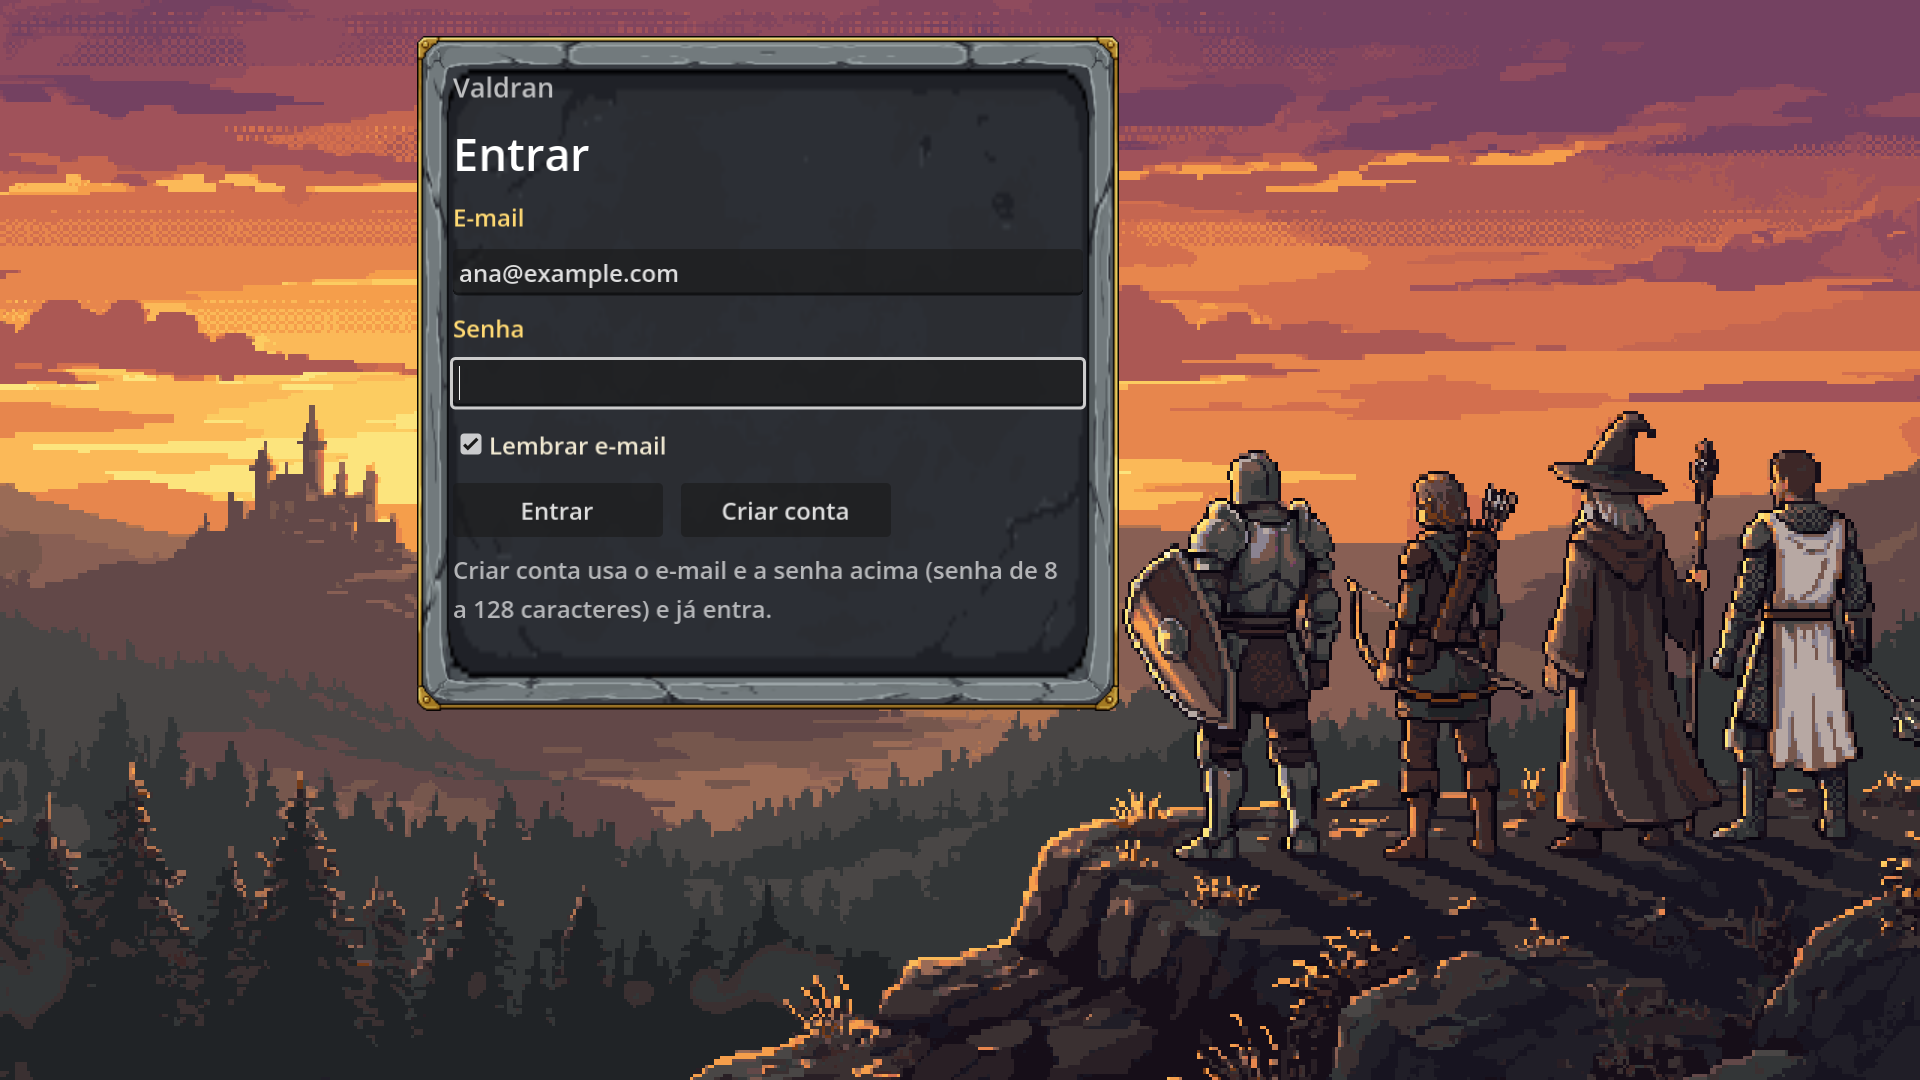 Valdran
Entrar
E-mail
ana@example.com
Senha
Lembrar e-mail
Entrar
Criar conta
Criar conta usa o e-mail e a senha acima (senha de 8
a 128 caracteres) e já entra.